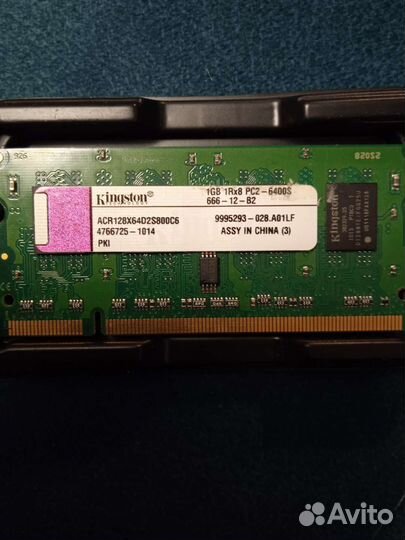 926
S20S8
Kingston
1GB 1Rx8 PC2-6400S
666-12-B2
ACR128X64D2S800C6
9995293-028.A01LF
4766725-1014
ASSY IN CHINA (3)
PKI
Kingston
Avito